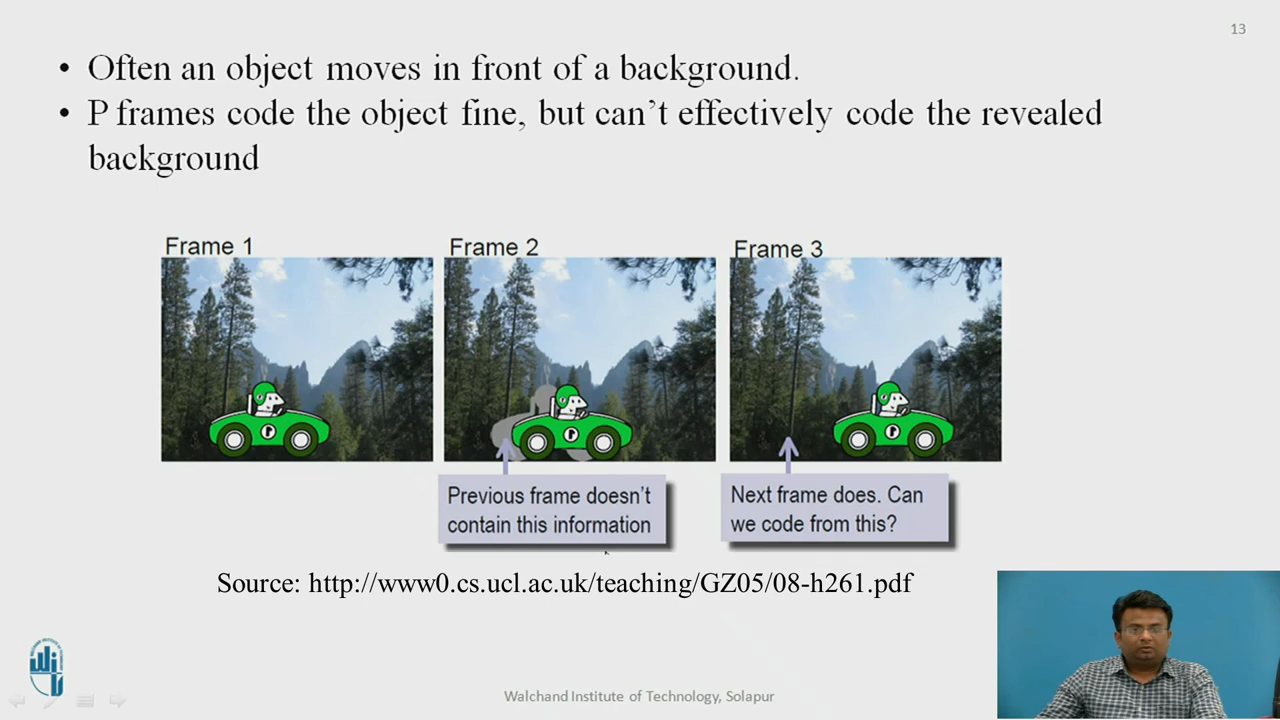 13
• Often an object moves in front of a background.
• P frames code the object fine, but can't effectively code the revealed
background
Frame 1
Frame 2
Frame 3
Previous frame doesn't
contain this information
Next frame does. Can
we code from this?
Source: http://www0.cs.ucl.ac.uk/teaching/GZ05/08-h261.pdf
Walchand Institute of Technology, Solapur